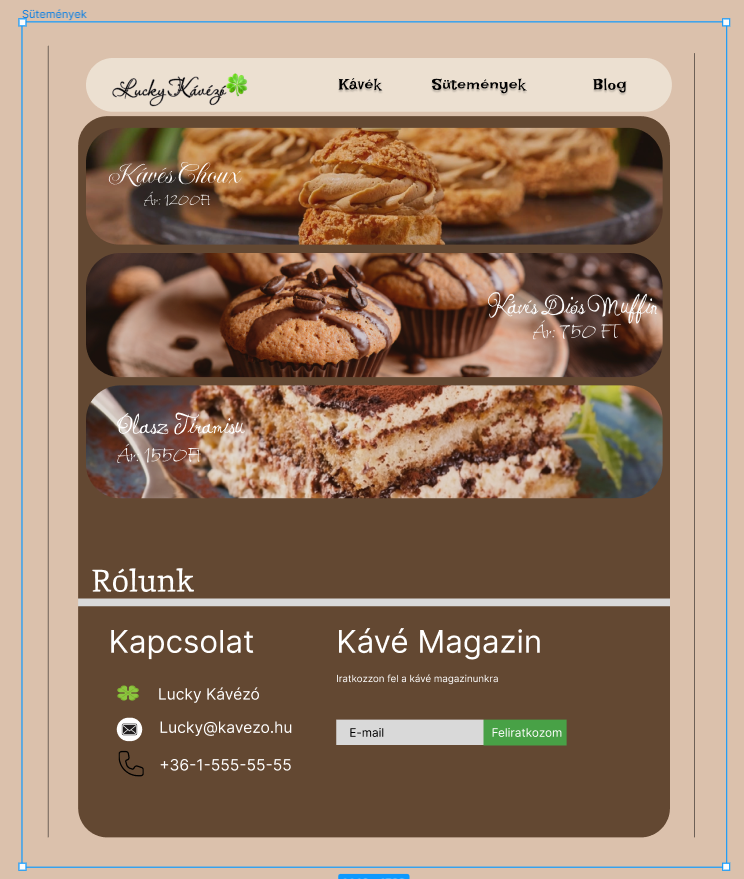 Sütemények
Lucky Kávézó
Kávék Sütemények Blog
Kávés Choux
Ár: 1200Ft
Kávés Diós Muffin
Ár: 750 FT
Olasz Tiramisu
Ár: 1550Ft
Rólunk
Kapcsolat
Kávé Magazin
Iratkozzon fel a kávé magazinunkra
Lucky Kávézó
Lucky@kavezo.hu
E-mail Feliratkozom
+36-1-555-55-55